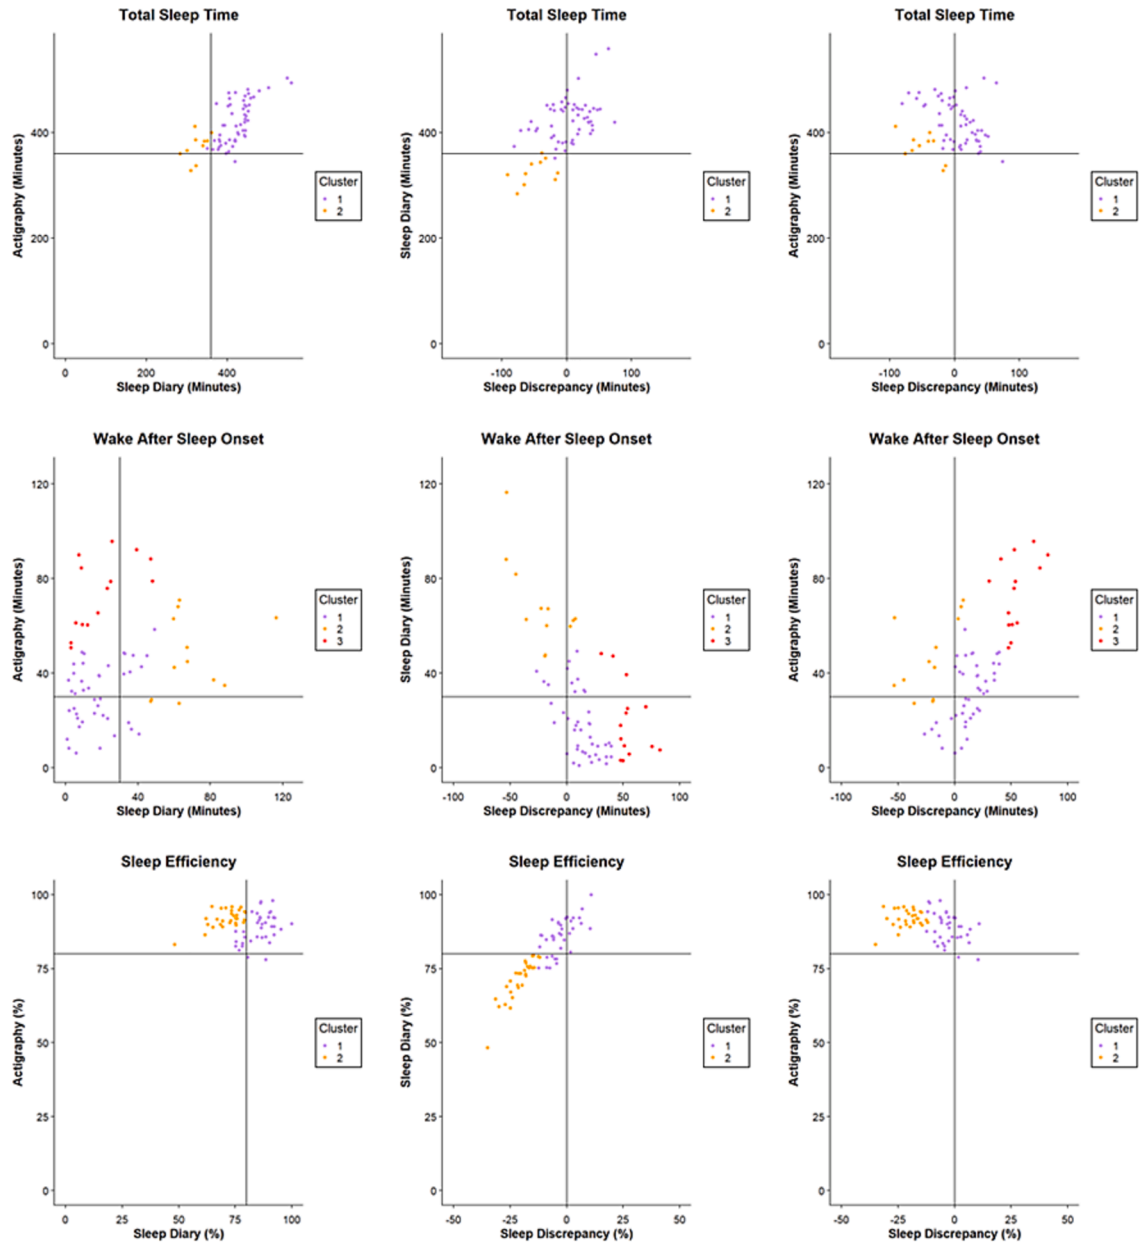 Total Sleep Time
Total Sleep Time
Total Sleep Time
Actigraphy (Minutes)
400
200
0
0
200
400
Sleep Diary (Minutes)
Cluster
1
2
Sleep Diary (Minutes)
400
200
0
-100
0
100
Sleep Discrepancy (Minutes)
Cluster
1
2
Actigraphy (Minutes)
400
200
0
-100
0
100
Sleep Discrepancy (Minutes)
Cluster
1
2
Wake After Sleep Onset
Wake After Sleep Onset
Wake After Sleep Onset
Actigraphy (Minutes)
120
80
40
0
0
40
80
120
Sleep Diary (Minutes)
Cluster
1
2
3
Sleep Diary (Minutes)
120
80
40
0
-100
-50
0
50
100
Sleep Discrepancy (Minutes)
Cluster
1
2
3
Actigraphy (Minutes)
120
80
40
0
-100
-50
0
50
100
Sleep Discrepancy (Minutes)
Cluster
1
2
3
Sleep Efficiency
Sleep Efficiency
Sleep Efficiency
Actigraphy (%)
100
75
50
25
0
0
25
50
75
100
Sleep Diary (%)
Cluster
1
2
Sleep Diary (%)
100
75
50
25
0
-50
-25
0
25
50
Sleep Discrepancy (%)
Cluster
1
2
Actigraphy (%)
100
75
50
25
0
-50
-25
0
25
50
Sleep Discrepancy (%)
Cluster
1
2